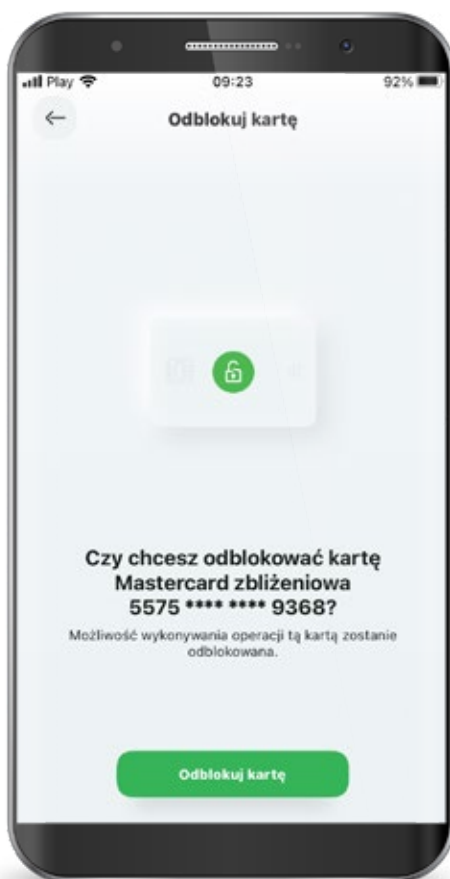 Play 09:23 92%
Odblokuj kartę
Czy chcesz odblokować kartę
Mastercard zbliżeniowa
5575 **** **** 9368?
Możliwość wykonywania operacji tą kartą zostanie
odblokowana.
Odblokuj kartę